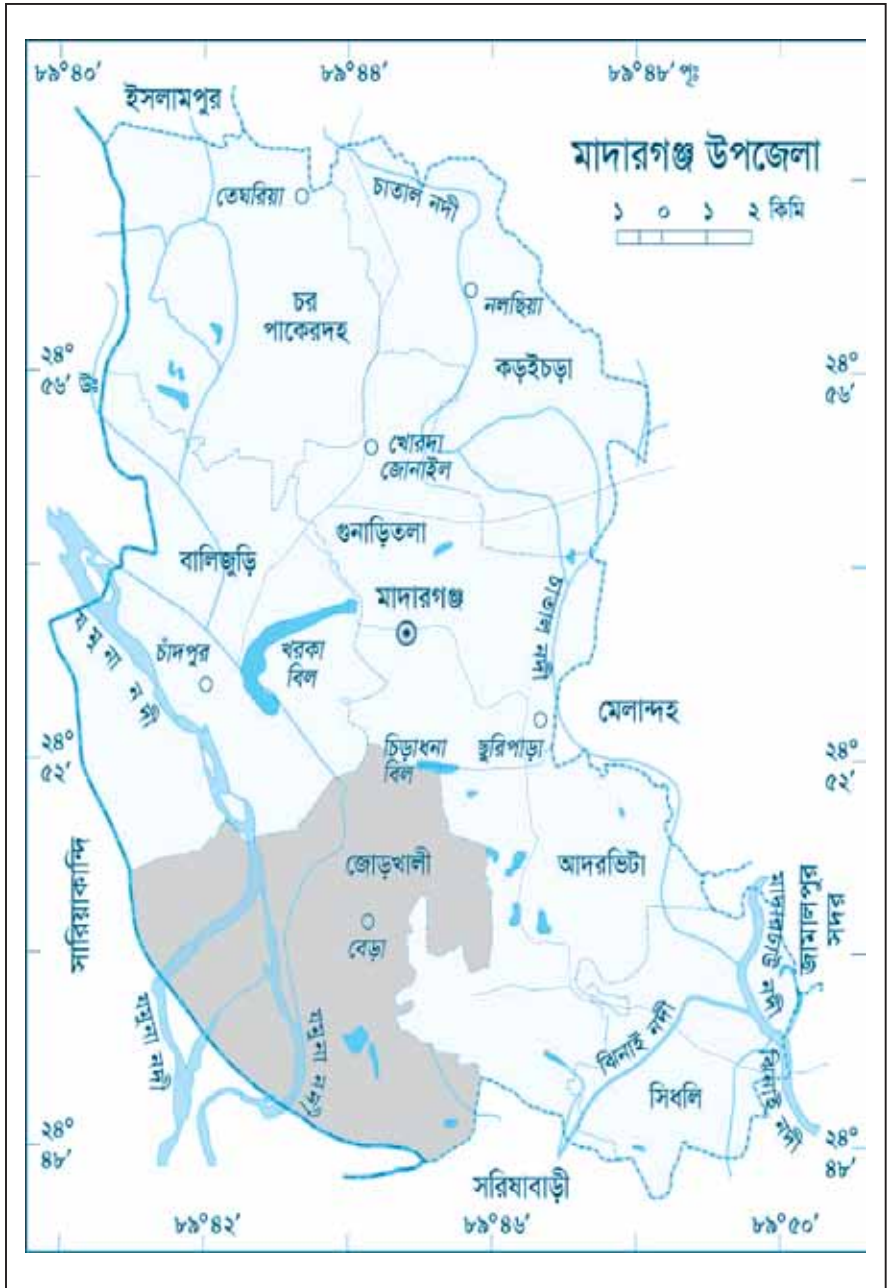 ৮৯°৪০'
৮৯°৪৪'
৮৯°৪৮' পূঃ
ইসলামপুর
মাদারগঞ্জ উপজেলা
১ ০ ১ ২ কিমি
তেঘরিয়া
চাতাল নদী
চর
পাকেরদহ
নলছিয়া
২৪°
৫৬' উঃ
কড়ইচড়া
২৪°
৫৬'
খোরদা
জোনাইল
গুনাড়িতলা
বালিজুড়ি
মাদারগঞ্জ
চাতাল নদী
যমুনা নদী
চাঁদপুর
খরকা
বিল
মেলান্দহ
২৪°
৫২'
চিড়াধনা
বিল
ছুরিপাড়া
২৪°
৫২'
সারিয়াকান্দি
জোড়খালী
আদরভিটা
জামালপুর
সদর
বেড়া
যমুনা নদী
যমুনা নদী
ঝিনাই নদী
নদী
ঝিনাই নদী
সিধলি
২৪°
৪৮'
২৪°
৪৮'
সরিষাবাড়ী
৮৯°৪২'
৮৯°৪৬'
৮৯°৫০'